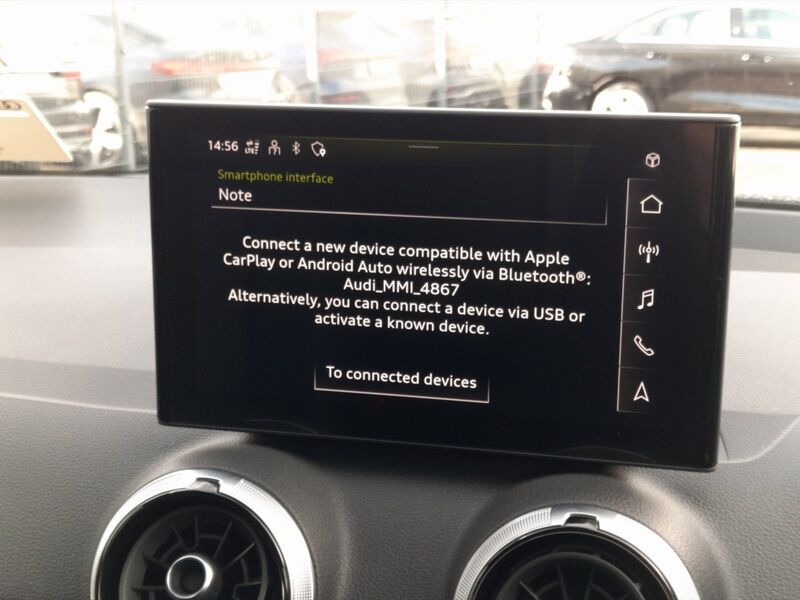 14:56 LTE
Smartphone interface
Note
Connect a new device compatible with Apple
CarPlay or Android Auto wirelessly via Bluetooth®:
Audi_MMI_4867
Alternatively, you can connect a device via USB or
activate a known device.
To connected devices